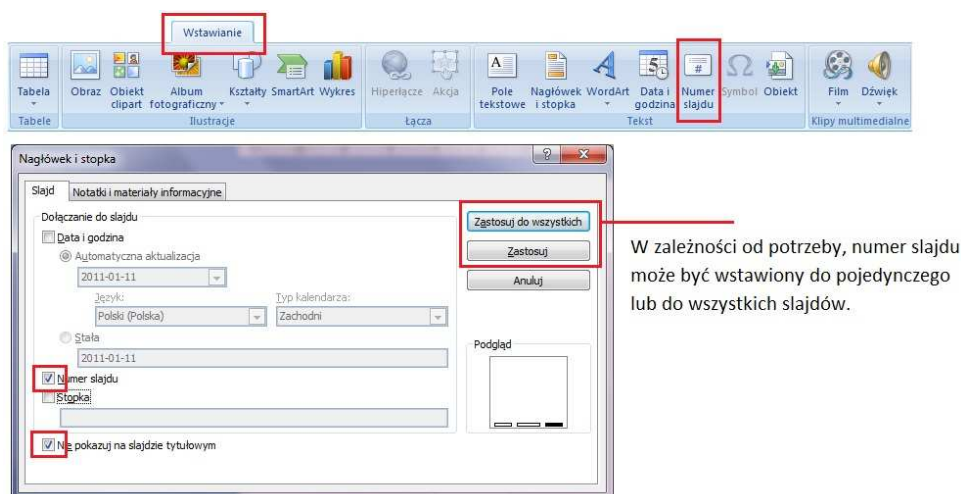 Wstawianie
Tabela Obraz Obiekt clipart Album fotograficzny Kształty SmartArt Wykres Hiperłącze Akcja Pole tekstowe Nagłówek i stopka WordArt Data i godzina Numer slajdu Symbol Obiekt Film Dźwięk
Tabele Ilustracje Łącza Tekst Klipy multimedialne
Nagłówek i stopka
Slajd Notatki i materiały informacyjne
Dołączanie do slajdu
Data i godzina
Automatyczna aktualizacja
2011-01-11
Język: Typ kalendarza:
Polski (Polska) Zachodni
Stała
2011-01-11
Numer slajdu
Stopka
Nie pokazuj na slajdzie tytułowym
Zastosuj do wszystkich
Zastosuj
Anuluj
Podgląd
W zależności od potrzeby, numer slajdu
może być wstawiony do pojedynczego
lub do wszystkich slajdów.